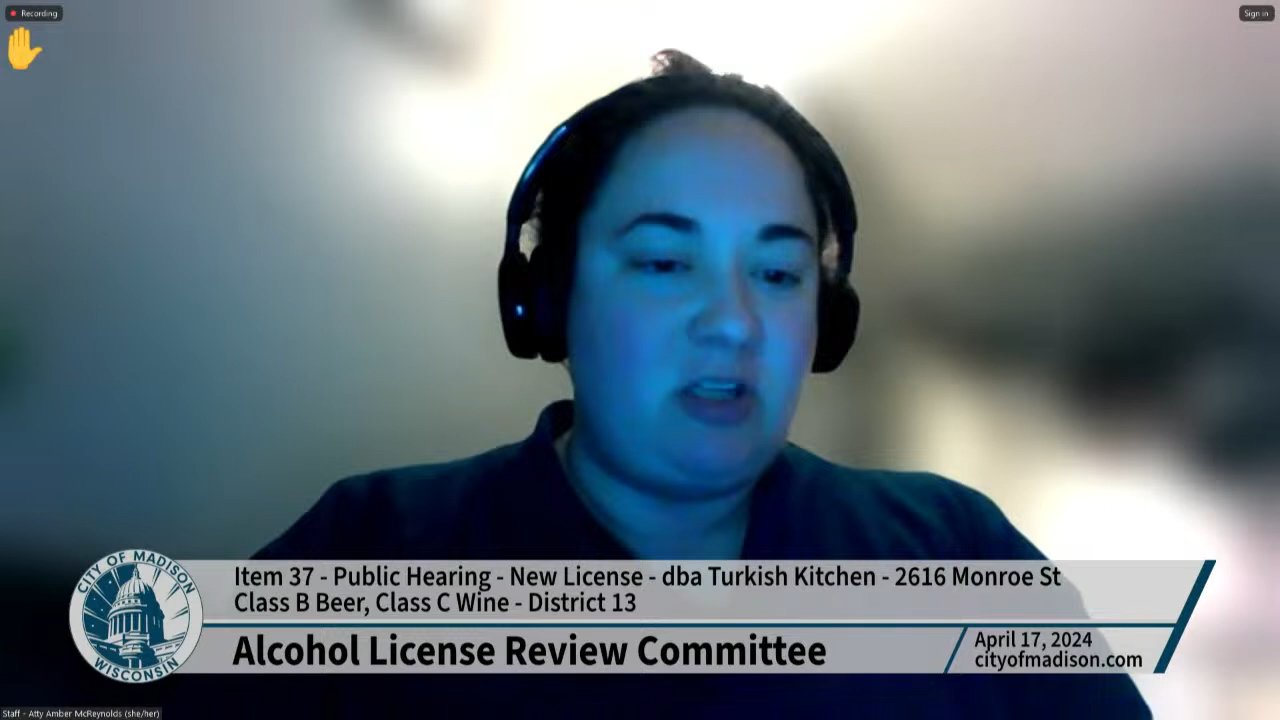 Recording
Sign in
Item 37 - Public Hearing - New License - dba Turkish Kitchen - 2616 Monroe St
Class B Beer, Class C Wine - District 13
CITY OF MADISON
WISCONSIN
Alcohol License Review Committee
April 17, 2024
cityofmadison.com
Staff - Atty Amber McReynolds (she/her)